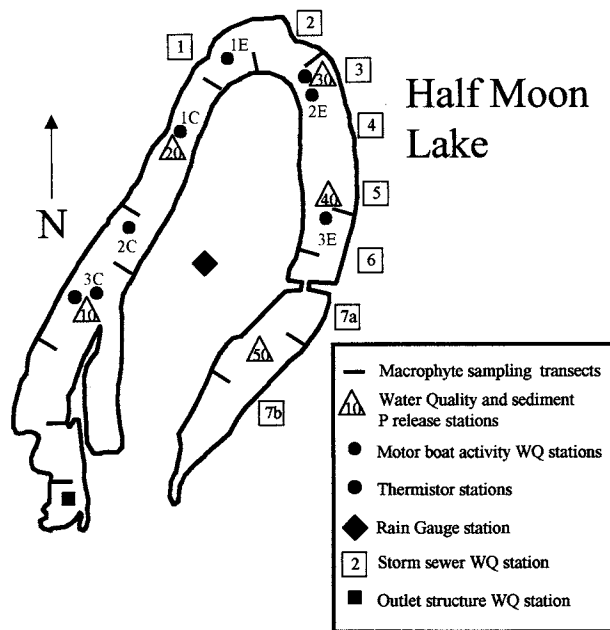 2
1
1E
3
30
2E
Half Moon
Lake
1C
20
4
N
40
5
3E
2C
6
3C
10
7a
50
7b
Macrophyte sampling transects
10 Water Quality and sediment
P release stations
Motor boat activity WQ stations
Thermistor stations
Rain Gauge station
2 Storm sewer WQ station
Outlet structure WQ station